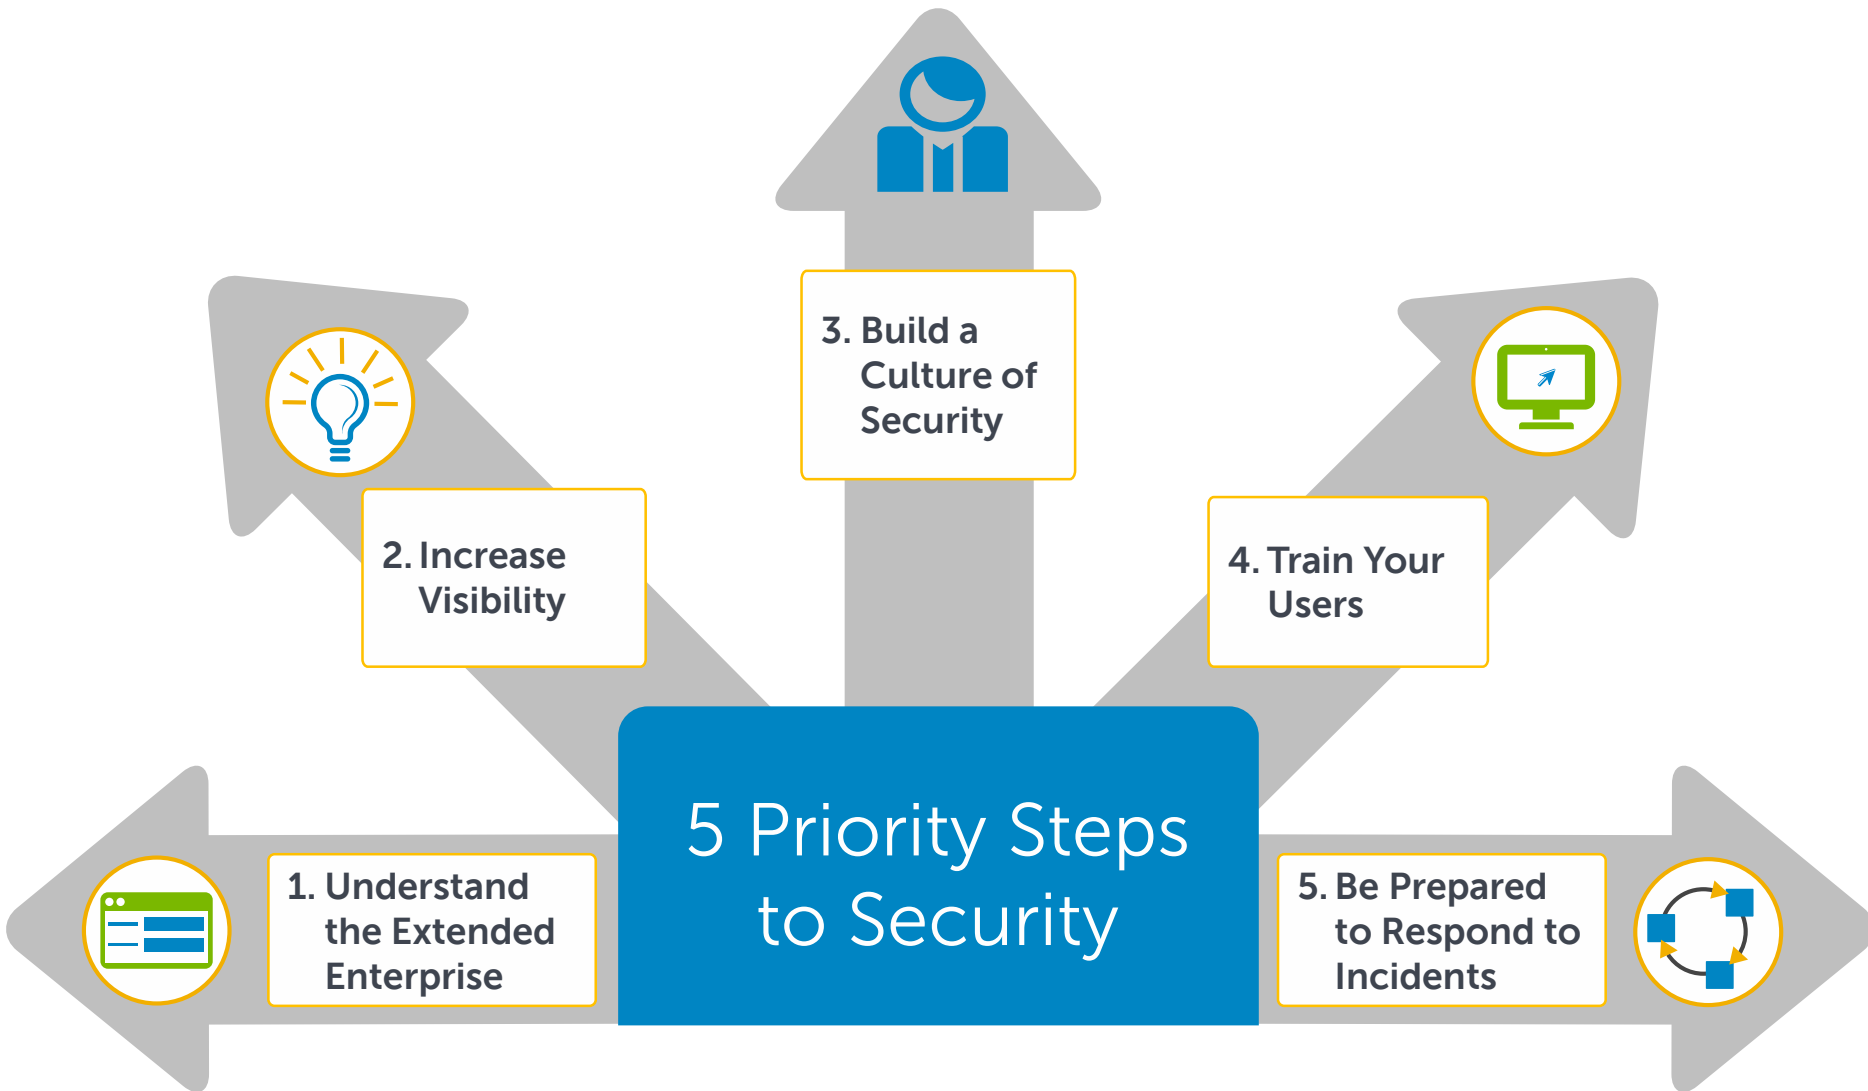 3. Build a
Culture of
Security
2. Increase
Visibility
4. Train Your
Users
5 Priority Steps
to Security
1. Understand
the Extended
Enterprise
5. Be Prepared
to Respond to
Incidents